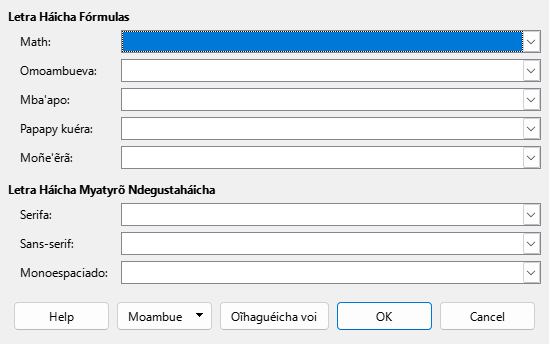 Letra Háicha Fórmulas
Math:
Omoambueva:
Mba'apo:
Papapy kuéra:
Moñe'ẽrã:
Letra Háicha Myatyrõ Ndegustaháicha
Serifa:
Sans-serif:
Monoespaciado:
Help Moambue Oĩhaguéicha voi OK Cancel